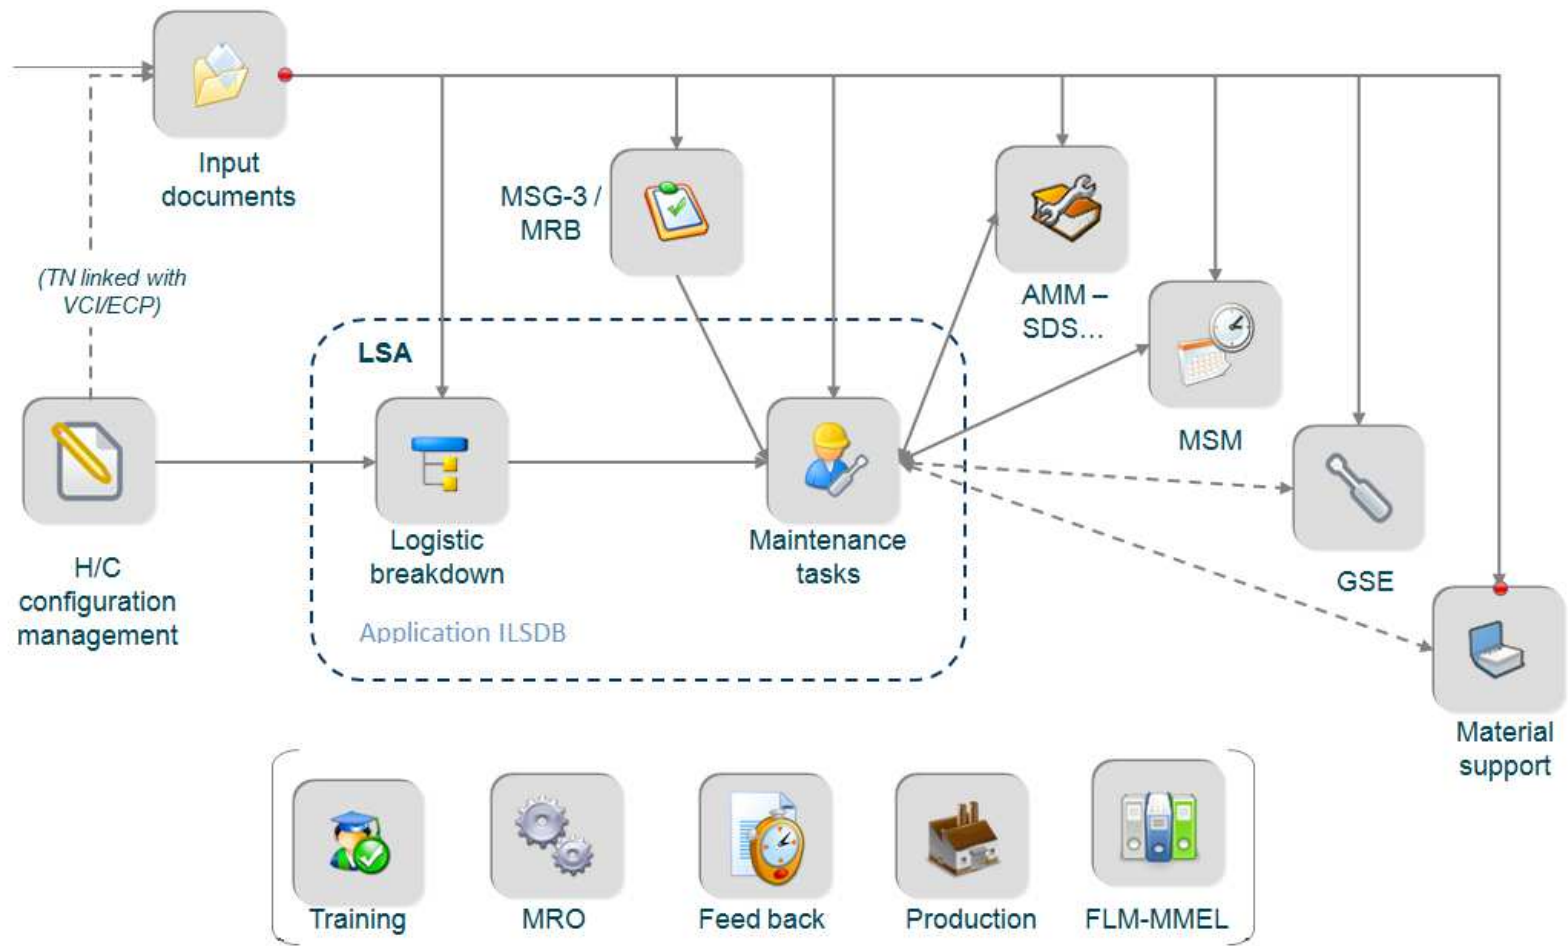 Input
documents
(TN linked with
VCI/ECP)
MSG-3 /
MRB
AMM –
SDS...
MSM
GSE
Material
support
LSA
H/C
configuration
management
Logistic
breakdown
Maintenance
tasks
Application ILSDB
Training
MRO
Feed back
Production
FLM-MMEL